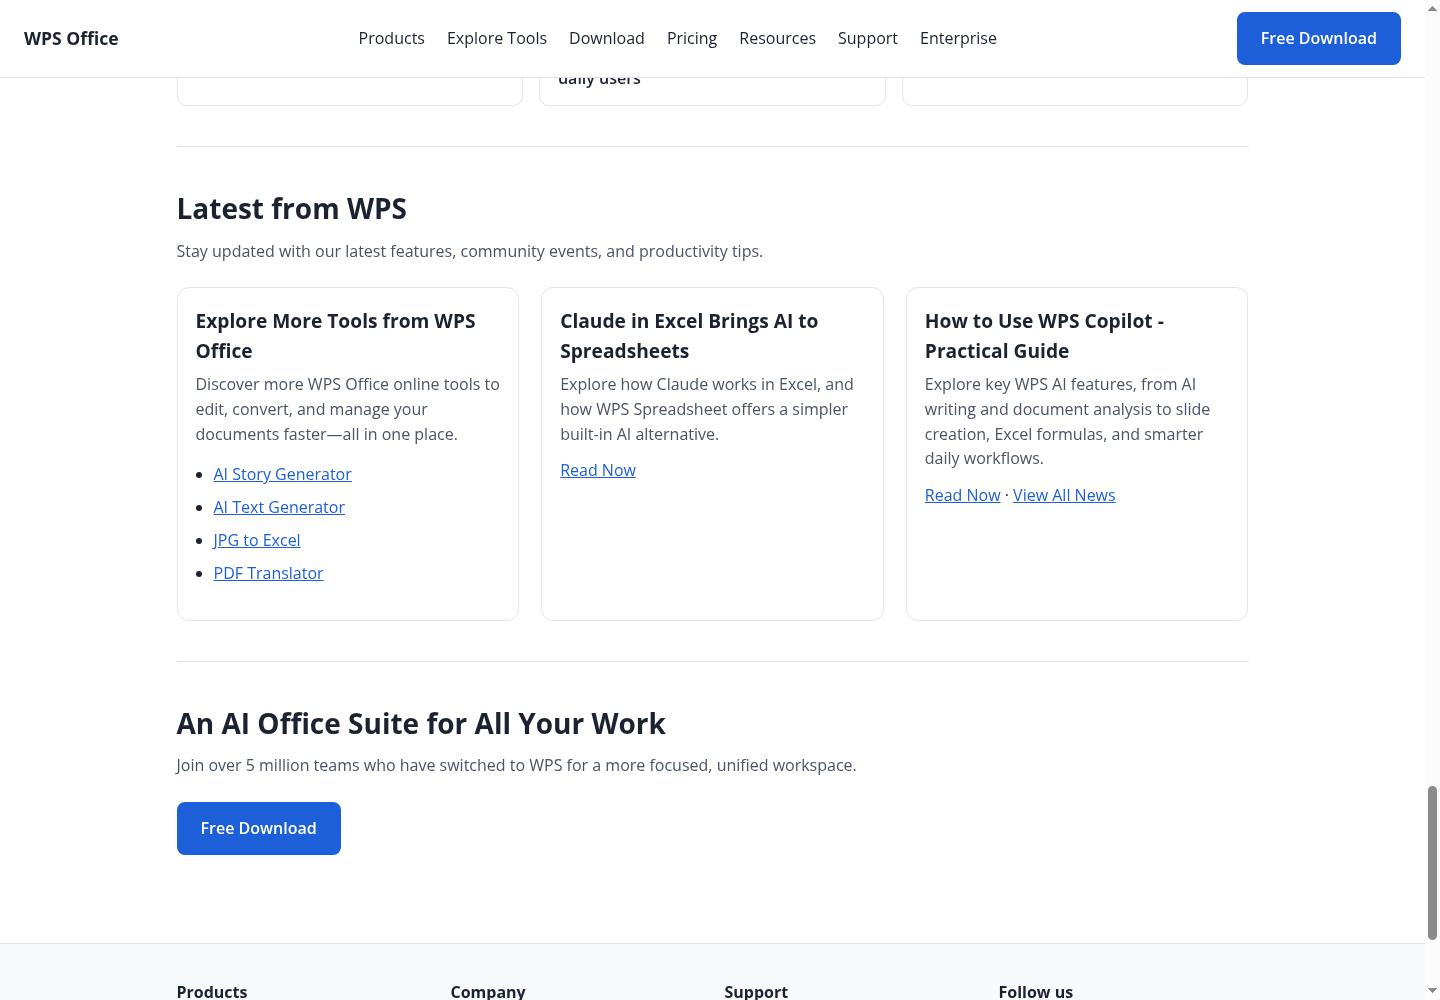 WPS Office
Products
Explore Tools
Download
Pricing
Resources
Support
Enterprise
Free Download
daily users
Latest from WPS
Stay updated with our latest features, community events, and productivity tips.
Explore More Tools from WPS
Office
Discover more WPS Office online tools to
edit, convert, and manage your
documents faster—all in one place.
AI Story Generator
AI Text Generator
JPG to Excel
PDF Translator
Claude in Excel Brings AI to
Spreadsheets
Explore how Claude works in Excel, and
how WPS Spreadsheet offers a simpler
built-in AI alternative.
Read Now
How to Use WPS Copilot -
Practical Guide
Explore key WPS AI features, from AI
writing and document analysis to slide
creation, Excel formulas, and smarter
daily workflows.
Read Now · View All News
An AI Office Suite for All Your Work
Join over 5 million teams who have switched to WPS for a more focused, unified workspace.
Free Download
Products
Company
Support
Follow us